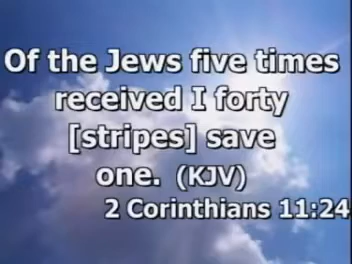 Of the Jews five times
received I forty
[stripes] save
one. (KJV)
2 Corinthians 11:24